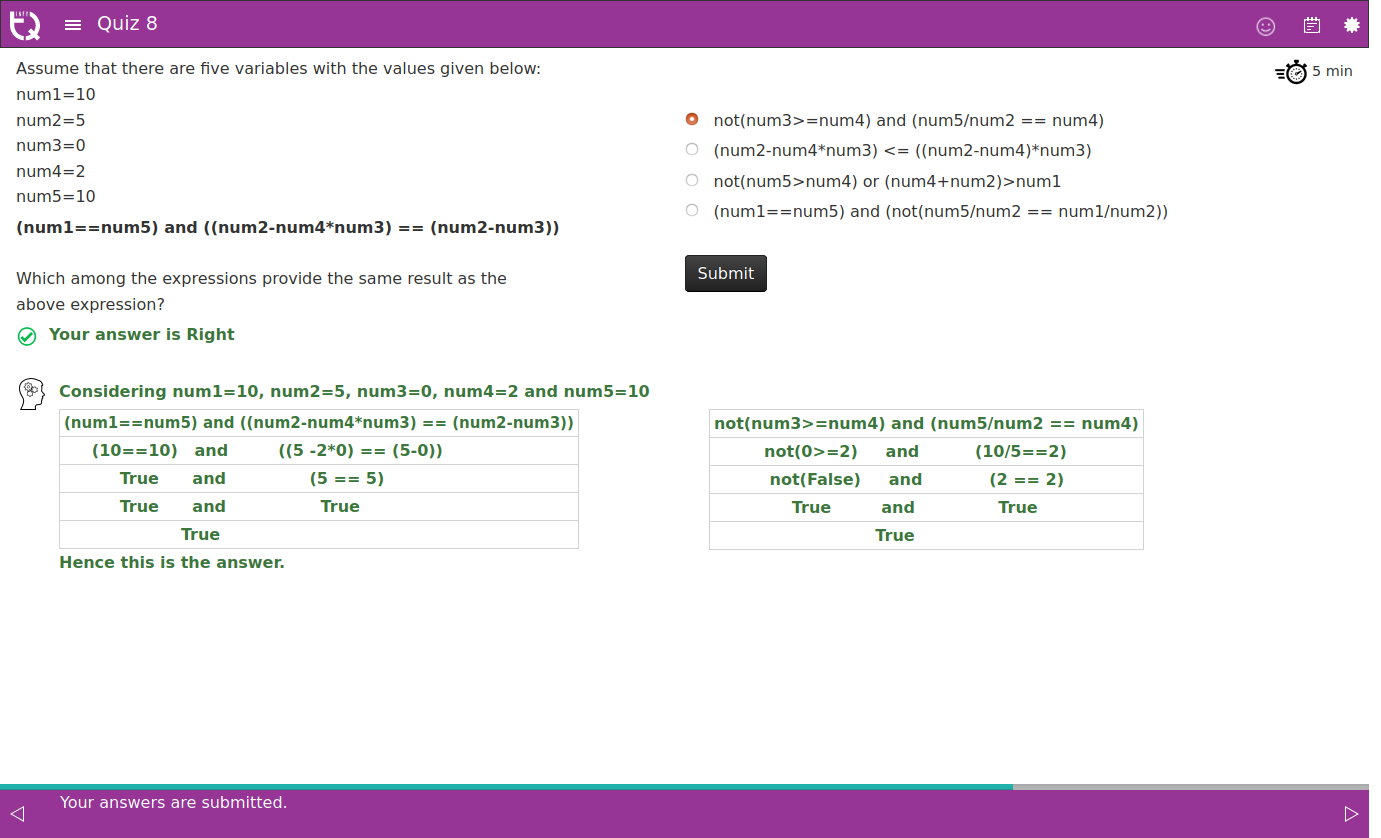 INFY
TQ
Quiz 8
Assume that there are five variables with the values given below:
5 min
num1=10
num2=5
num3=0
num4=2
num5=10
(num1==num5) and ((num2-num4*num3) == (num2-num3))
Which among the expressions provide the same result as the
above expression?
not(num3>=num4) and (num5/num2 == num4)
(num2-num4*num3) <= ((num2-num4)*num3)
not(num5>num4) or (num4+num2)>num1
(num1==num5) and (not(num5/num2 == num1/num2))
Submit
Your answer is Right
Considering num1=10, num2=5, num3=0, num4=2 and num5=10
(num1==num5) and ((num2-num4*num3) == (num2-num3))
(10==10) and ((5 -2*0) == (5-0))
True and (5 == 5)
True and True
True
not(num3>=num4) and (num5/num2 == num4)
not(0>=2) and (10/5==2)
not(False) and (2 == 2)
True and True
True
Hence this is the answer.
Your answers are submitted.